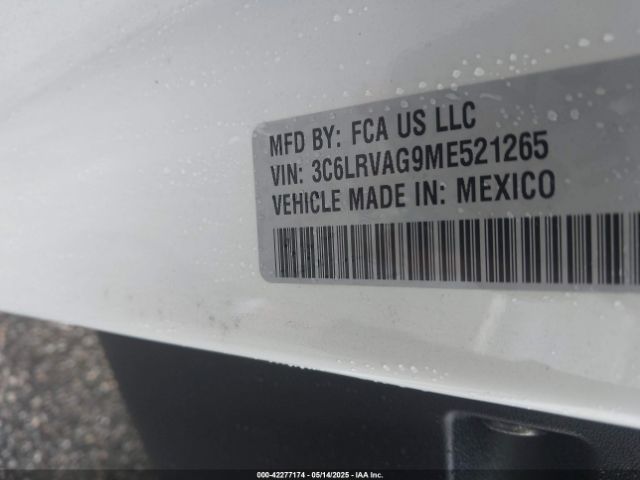 MFD BY: FCA US LLC
VIN: 3C6LRVAG9ME521265
VEHICLE MADE IN: MEXICO
000-42277174 - 05/14/2025 - IAA Inc.